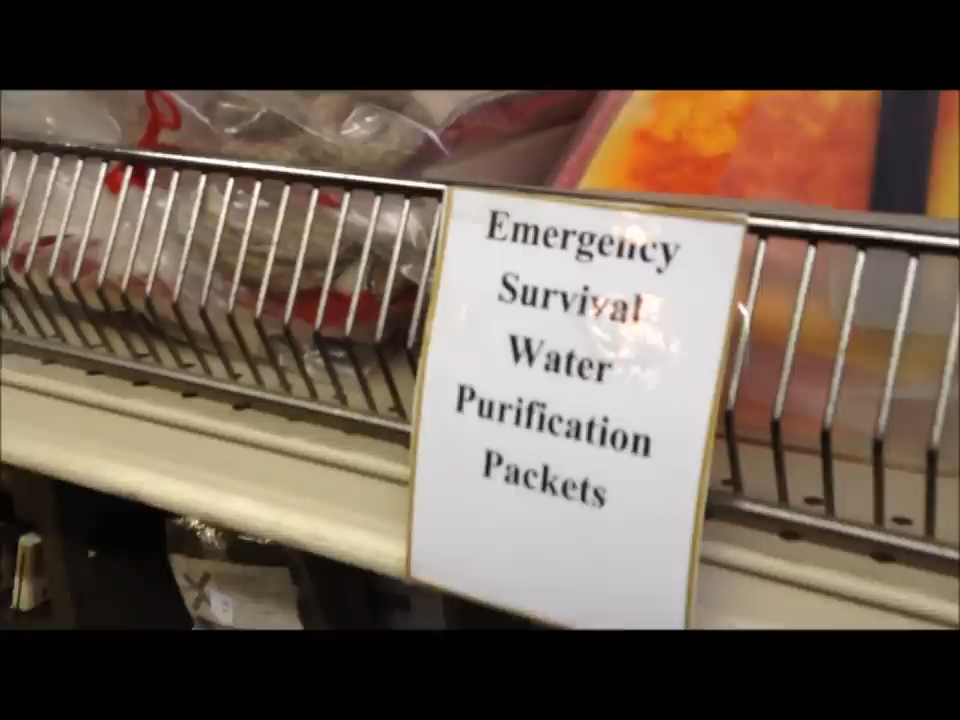 Emergency
Survival
Water
Purification
Packets